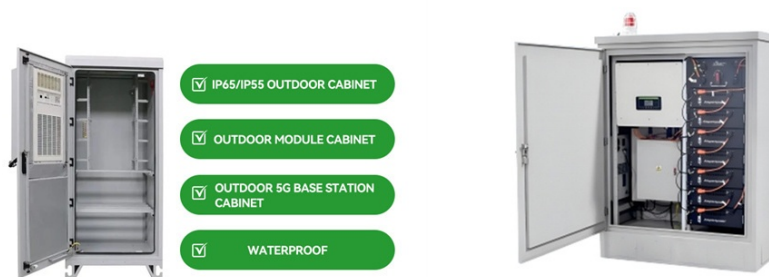 IP65/IP55 OUTDOOR CABINET
OUTDOOR MODULE CABINET
OUTDOOR 5G BASE STATION
CABINET
WATERPROOF